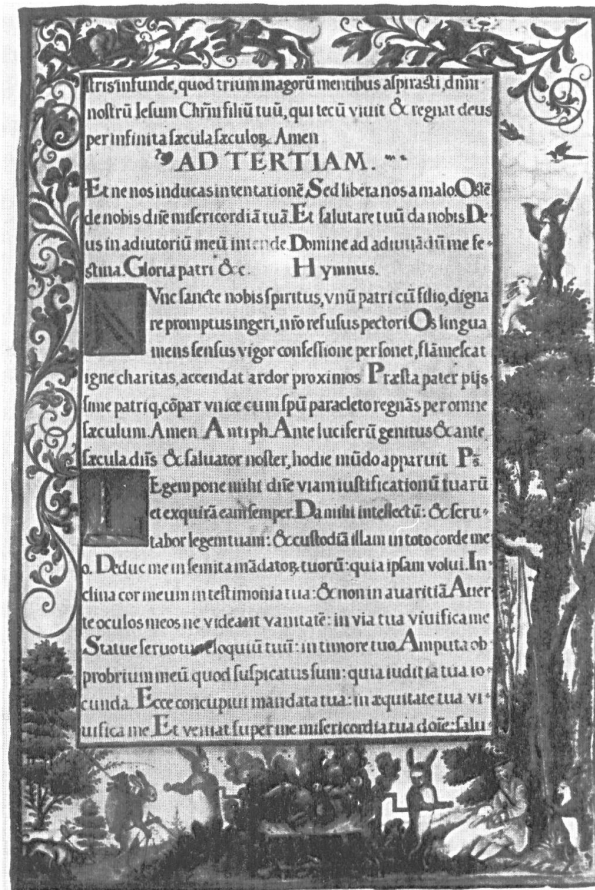 stris infunde, quod trium magorū mentibus aspirasti, dnm̄
nostrū Iesum Chrm̄ filiū tuū, qui tecū viuit & regnat deus
per infinita sæcula sæculoꝝ. Amen
AD TERTIAM.
Et ne nos inducas in tentationē. Sed libera nos a malo. Ostē
de nobis dn̄e misericordiā tuā. Et salutare tuū da nobis. De
us in adiutoriū meū intende Domine ad adiuuādū me fe-
stina. Gloria patri &c. Hymnus.
NVnc sancte nobis spiritus, vnū patri cū filio, digna
re promptus ingeri, nr̄o refusus pectori Os lingua
mens sensus vigor confessione personet, flāmescat
igne charitas, accendat ardor proximos Præsta pater pijs
sime patriq, cōpar vnice cum spū paracleto regnās per omne
sæculum. Amen Antiph. Ante luciferū genitus & ante
sæcula dn̄s & saluator noster, hodie mūdo apparuit Ps̄.
LEgem pone mihi dn̄e viam iustificationū tuarū
et exquirā eam semper. Da mihi intellectū: & scru-
tabor legem tuam: & custodiā illam in toto corde me
o. Deduc me in semita mādatoꝝ tuorū: quia ipsam volui. In-
clina cor meum in testimonia tua: & non in auaritiā Auer
te oculos meos ne videant vanitatē: in via tua viuifica me
Statue seruo tuo eloquiū tuū: in timore tuo Amputa ob
probrium meū quod suspicatus sum: quia iuditia tua io
cunda. Ecce concupiui mandata tua: in æquitate tua vi-
uifica me. Et veniat super me misericordia tua dn̄e: salu-